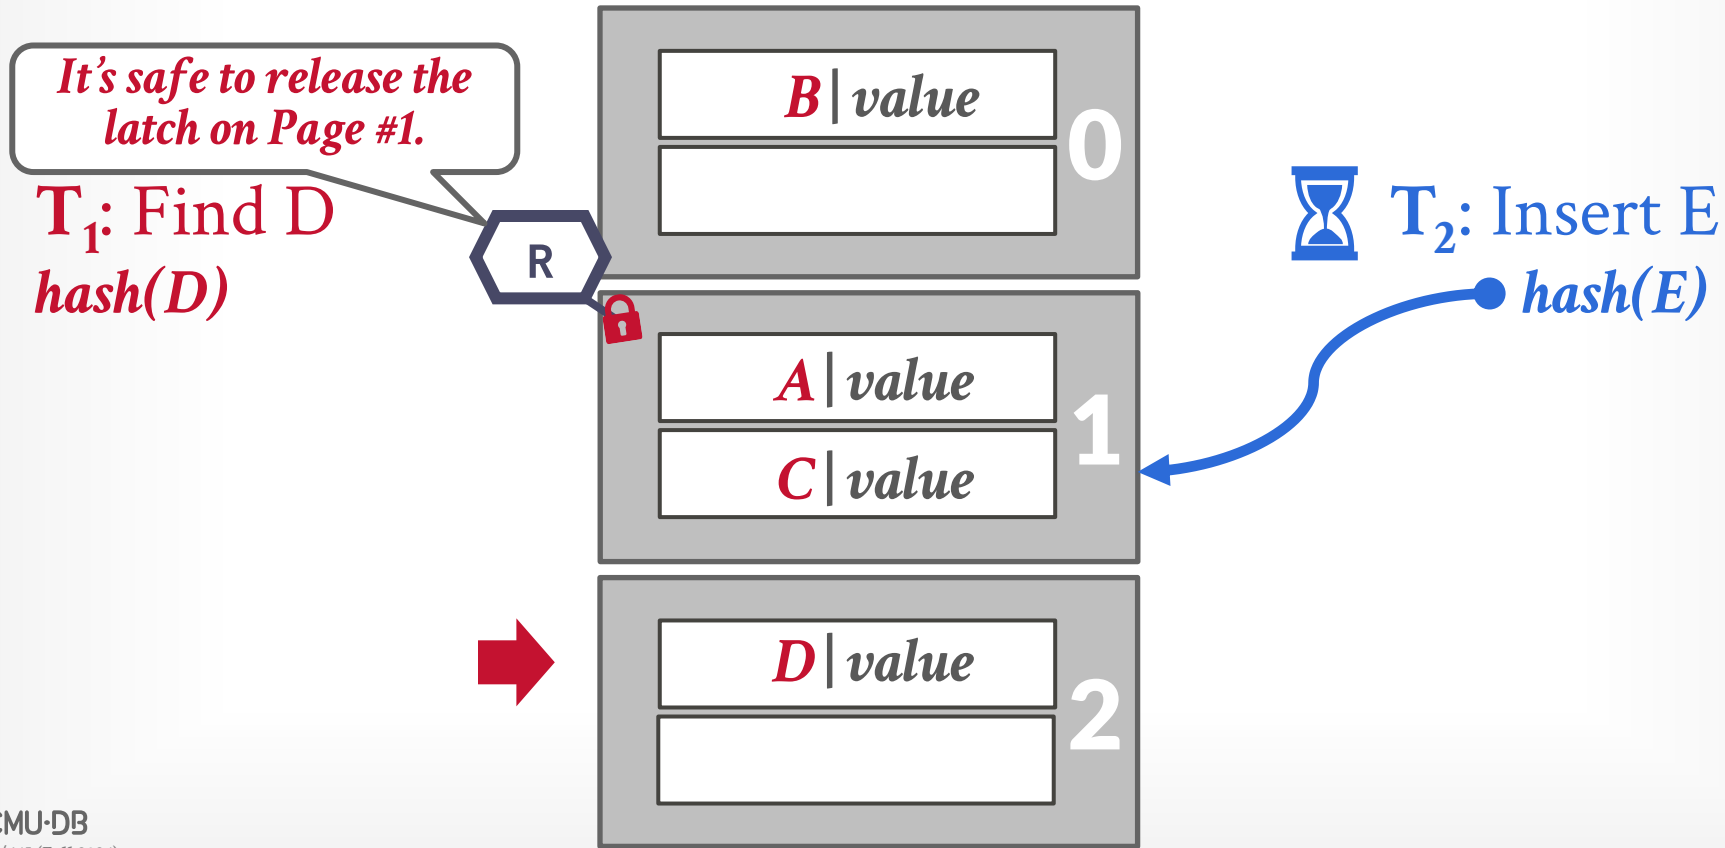 It's safe to release the
latch on Page #1.
T₁: Find D
hash(D)
R
B|value
0
A|value
C|value
1
D|value
2
T₂: Insert E
hash(E)
CMU·DB